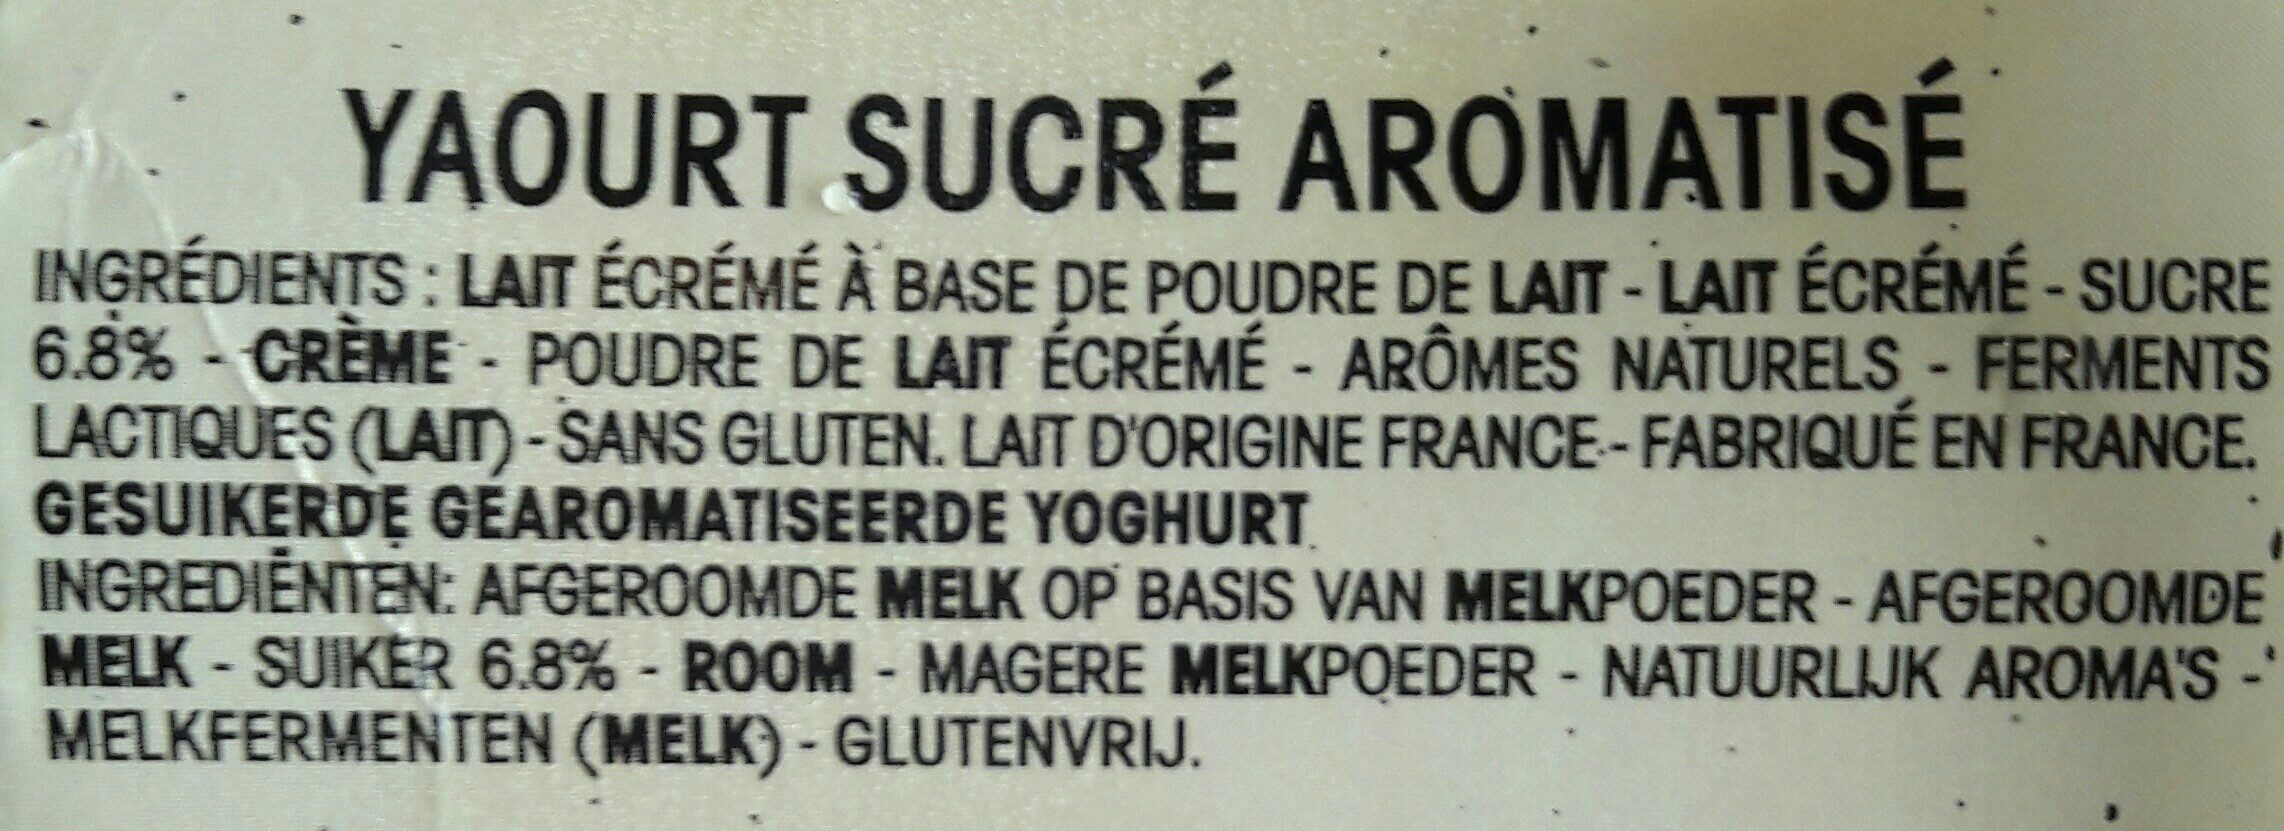 YAOURT SUCRÉ AROMATISÉ
INGRÉDIENTS : LAIT ÉCRÉMÉ À BASE DE POUDRE DE LAIT - LAIT ÉCRÉMÉ - SUCRE
6.8% - CRÈME - POUDRE DE LAIT ÉCRÉMÉ - ARÔMES NATURELS - FERMENTS
LACTIQUES (LAIT) - SANS GLUTEN. LAIT D'ORIGINE FRANCE - FABRIQUÉ EN FRANCE.
GESUIKERDE GEAROMATISEERDE YOGHURT
INGREDIËNTEN: AFGEROOMDE MELK OP BASIS VAN MELKPOEDER - AFGEROOMDE
MELK - SUIKER 6.8% - ROOM - MAGERE MELKPOEDER - NATUURLIJK AROMA'S -
MELKFERMENTEN (MELK) - GLUTENVRIJ.